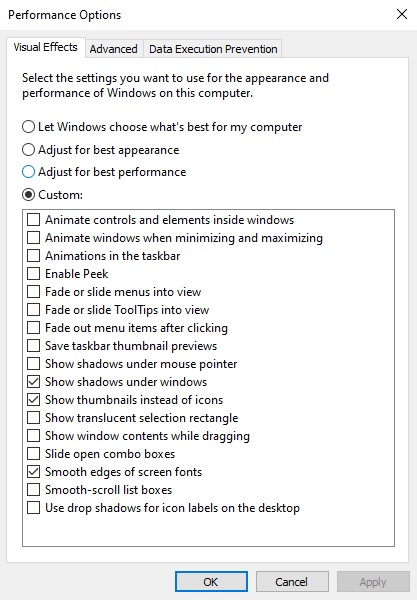 Performance Options
Visual Effects Advanced Data Execution Prevention
Select the settings you want to use for the appearance and
performance of Windows on this computer.
Let Windows choose what's best for my computer
Adjust for best appearance
Adjust for best performance
Custom:
Animate controls and elements inside windows
Animate windows when minimizing and maximizing
Animations in the taskbar
Enable Peek
Fade or slide menus into view
Fade or slide ToolTips into view
Fade out menu items after clicking
Save taskbar thumbnail previews
Show shadows under mouse pointer
Show shadows under windows
Show thumbnails instead of icons
Show translucent selection rectangle
Show window contents while dragging
Slide open combo boxes
Smooth edges of screen fonts
Smooth-scroll list boxes
Use drop shadows for icon labels on the desktop
OK Cancel Apply